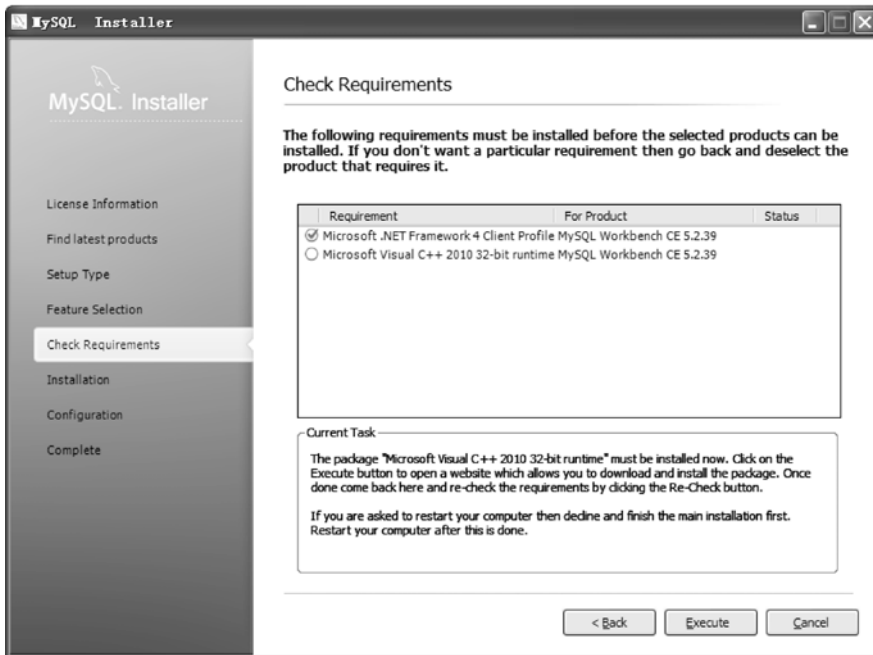 MySQL Installer
MySQL. Installer
License Information
Find latest products
Setup Type
Feature Selection
Check Requirements
Installation
Configuration
Complete
Check Requirements
The following requirements must be installed before the selected products can be
installed. If you don't want a particular requirement then go back and deselect the
product that requires it.
Requirement For Product Status
Microsoft .NET Framework 4 Client Profile MySQL Workbench CE 5.2.39
Microsoft Visual C++ 2010 32-bit runtime MySQL Workbench CE 5.2.39
Current Task
The package "Microsoft Visual C++ 2010 32-bit runtime" must be installed now. Click on the
Execute button to open a website which allows you to download and install the package. Once
done come back here and re-check the requirements by clicking the Re-Check button.
If you are asked to restart your computer then decline and finish the main installation first.
Restart your computer after this is done.
< Back Execute Cancel